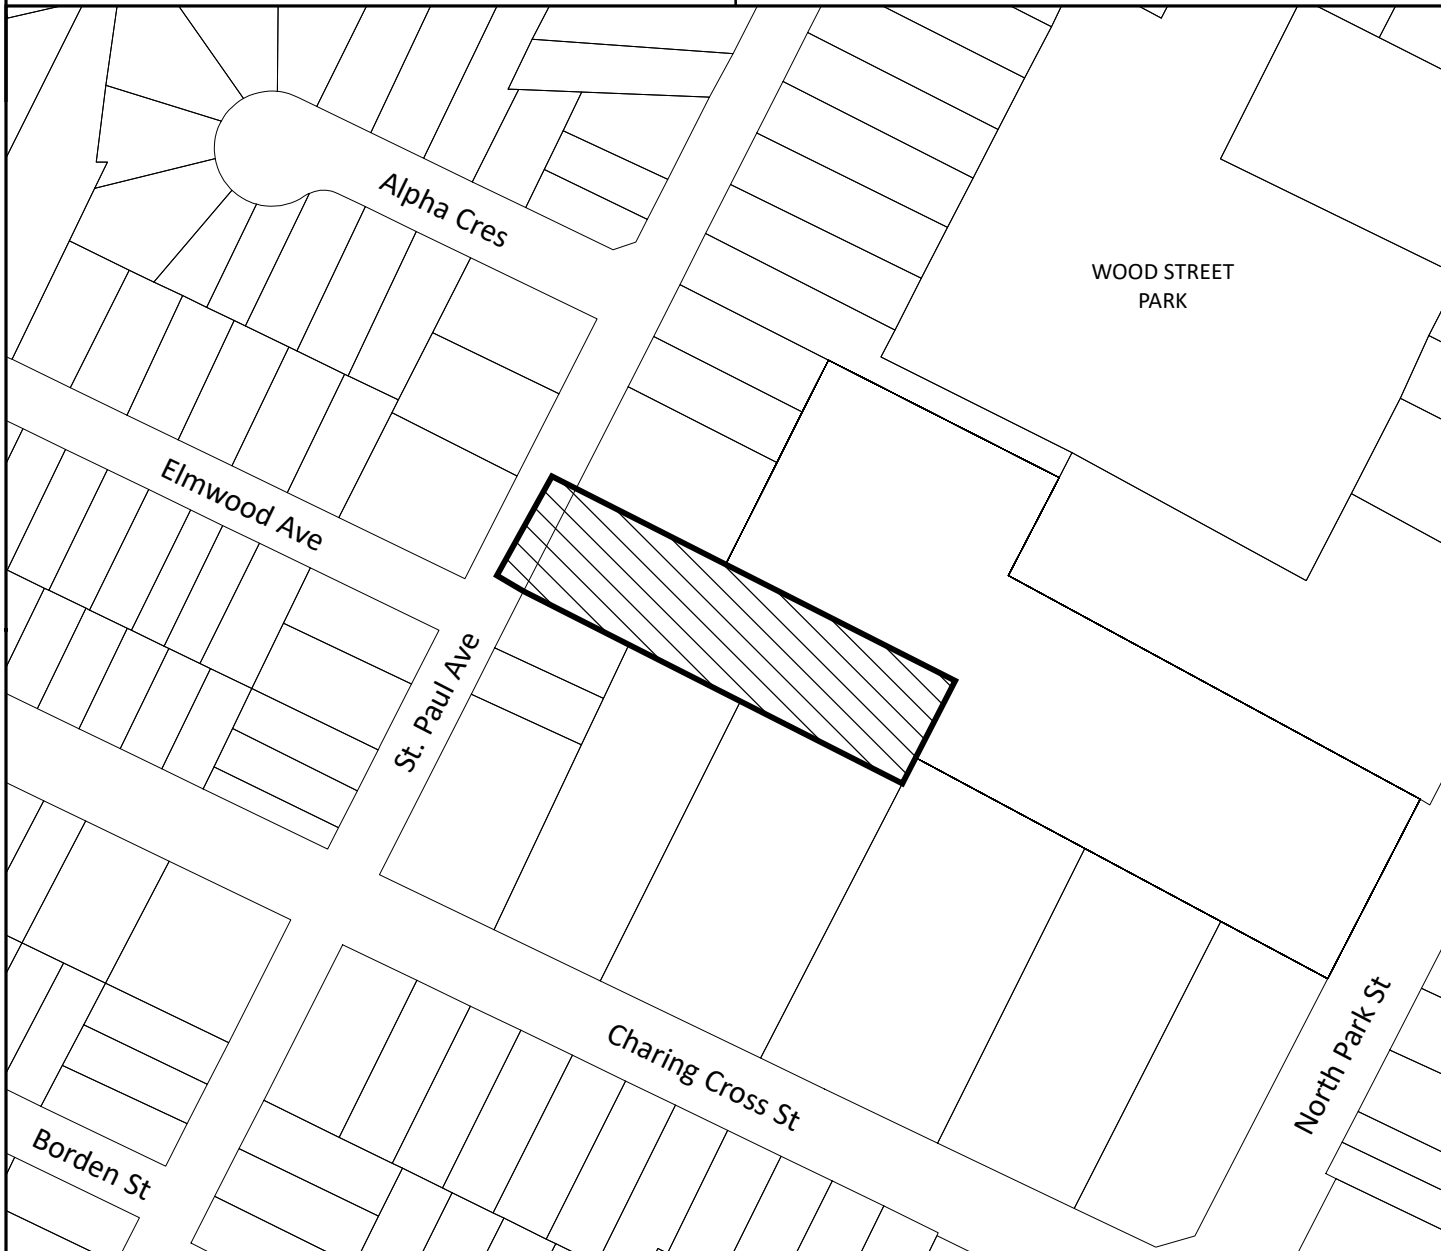 Alpha Cres
WOOD STREET
PARK
Elmwood Ave
St. Paul Ave
Charing Cross St
North Park St
Borden St